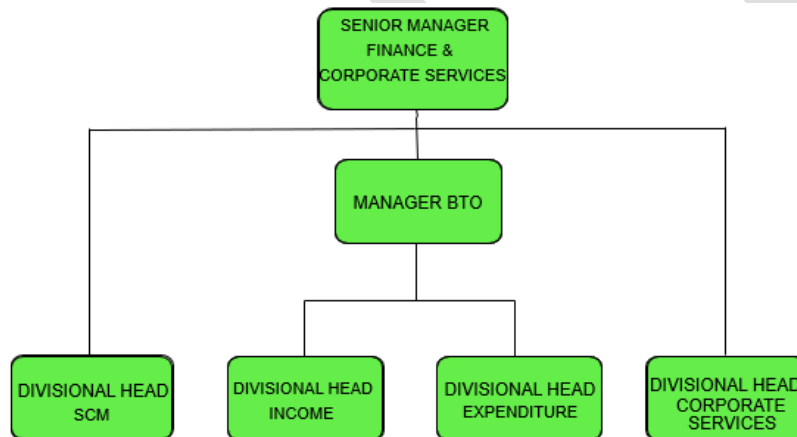 SENIOR MANAGER
FINANCE &
CORPORATE SERVICES
MANAGER BTO
DIVISIONAL HEAD
SCM
DIVISIONAL HEAD
INCOME
DIVISIONAL HEAD
EXPENDITURE
DIVISIONAL HEAD
CORPORATE
SERVICES